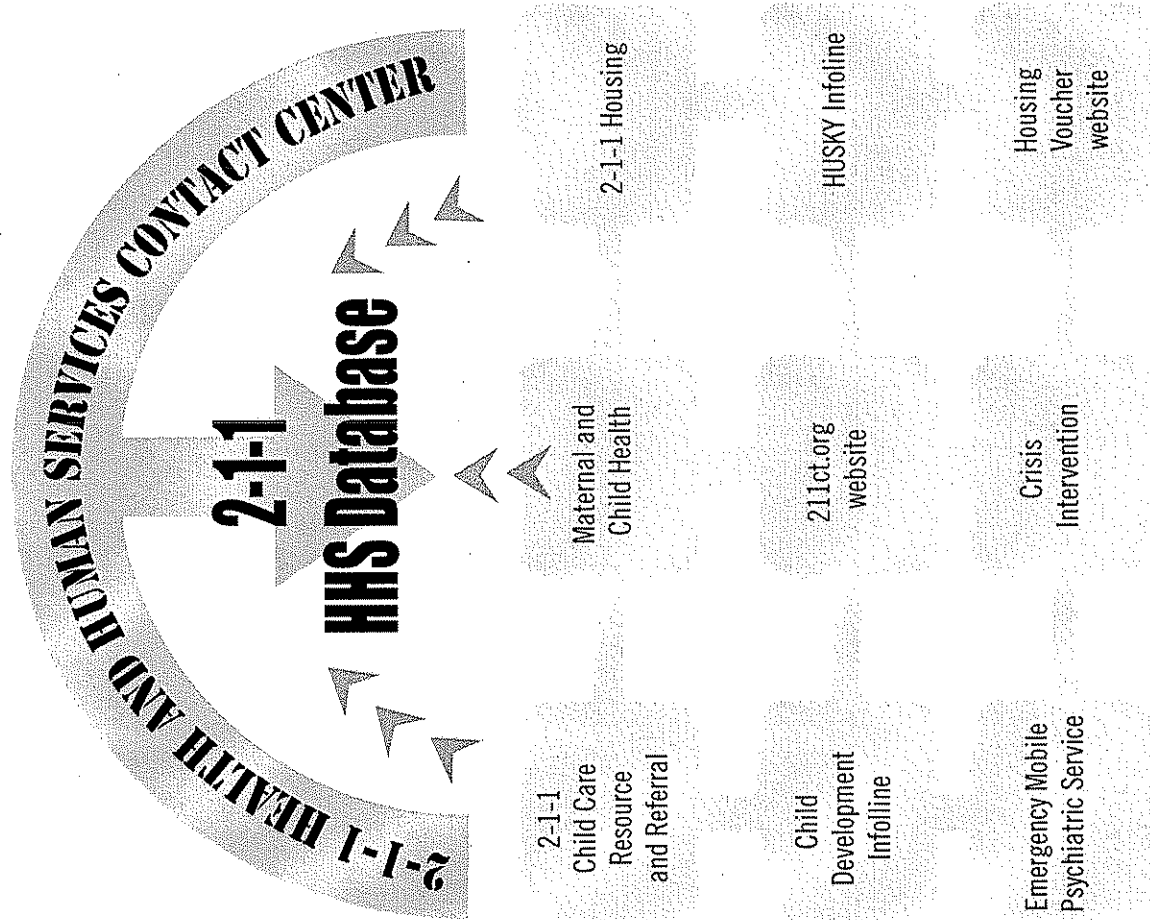 2-1-1 HEALTH AND HUMAN SERVICES CONTACT CENTER
2-1-1
HHS Database
2-1-1
Child Care
Resource
and Referral
Maternal and
Child Health
2-1-1 Housing
Child
Development
Infolline
211ct.org
website
HUSKY Infoline
Emergency Mobile
Psychiatric Service
Crisis
Intervention
Housing
Voucher
website